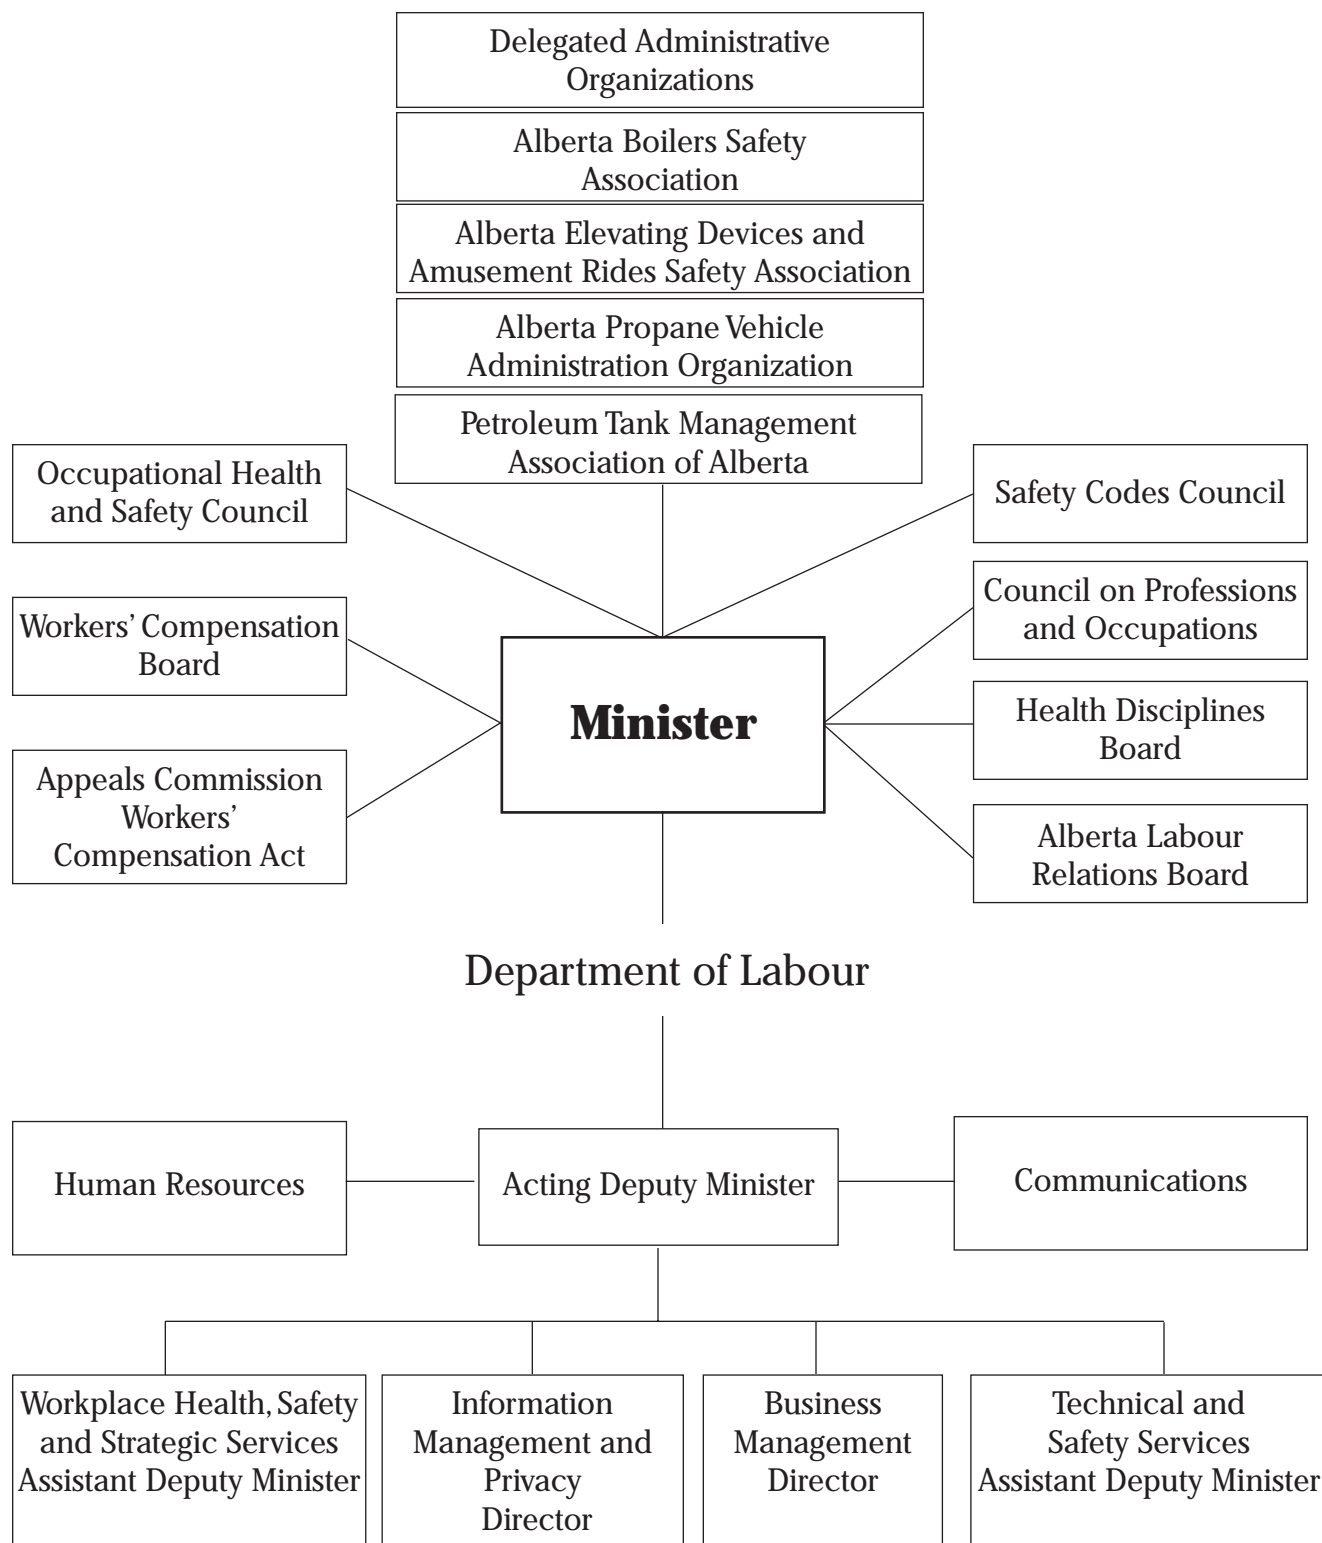 Delegated Administrative
Organizations
Alberta Boilers Safety
Association
Alberta Elevating Devices and
Amusement Rides Safety Association
Alberta Propane Vehicle
Administration Organization
Petroleum Tank Management
Association of Alberta
Occupational Health
and Safety Council
Safety Codes Council
Workers’ Compensation
Board
Council on Professions
and Occupations
Minister
Health Disciplines
Board
Appeals Commission
Workers’
Compensation Act
Alberta Labour
Relations Board
Department of Labour
Human Resources
Acting Deputy Minister
Communications
Workplace Health, Safety
and Strategic Services
Assistant Deputy Minister
Information
Management and
Privacy
Director
Business
Management
Director
Technical and
Safety Services
Assistant Deputy Minister